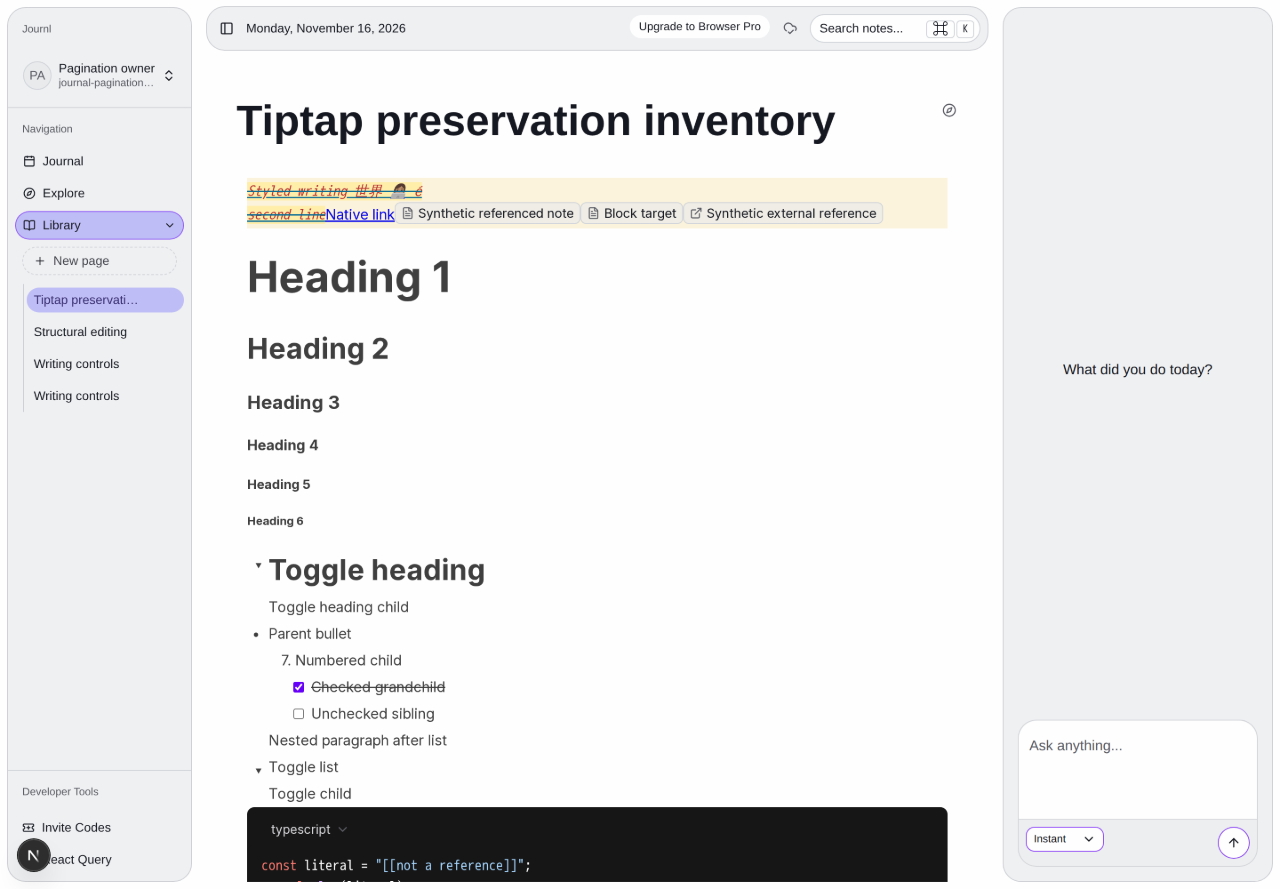 Journl
PA
Pagination owner
journal-pagination…
Navigation
Journal
Explore
Library
New page
Tiptap preservati…
Structural editing
Writing controls
Writing controls
Developer Tools
Invite Codes
N
eact Query
Monday, November 16, 2026
Upgrade to Browser Pro
Search notes...
⌘ K
Tiptap preservation inventory
Styled writing 世界 👩🏽‍🚀 é
second lineNative link Synthetic referenced note Block target Synthetic external reference
Heading 1
Heading 2
Heading 3
Heading 4
Heading 5
Heading 6
Toggle heading
Toggle heading child
• Parent bullet
7. Numbered child
Checked grandchild
Unchecked sibling
Nested paragraph after list
Toggle list
Toggle child
typescript
const literal = "[[not a reference]]";
What did you do today?
Ask anything...
Instant